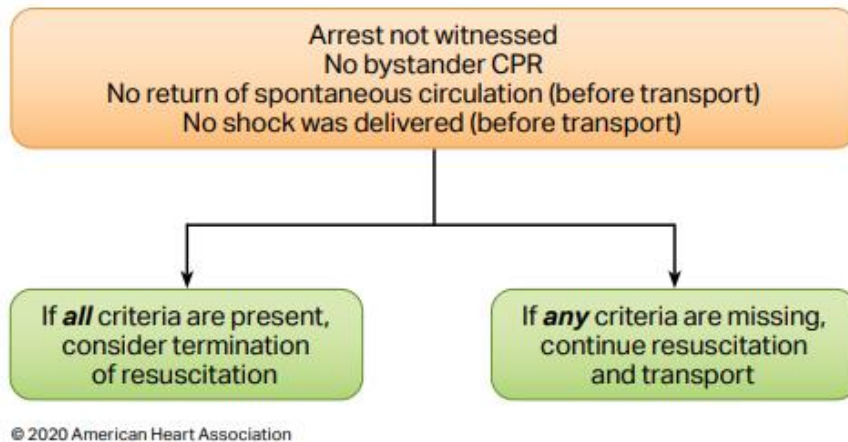 Arrest not witnessed
No bystander CPR
No return of spontaneous circulation (before transport)
No shock was delivered (before transport)
If all criteria are present,
consider termination
of resuscitation
If any criteria are missing,
continue resuscitation
and transport
© 2020 American Heart Association